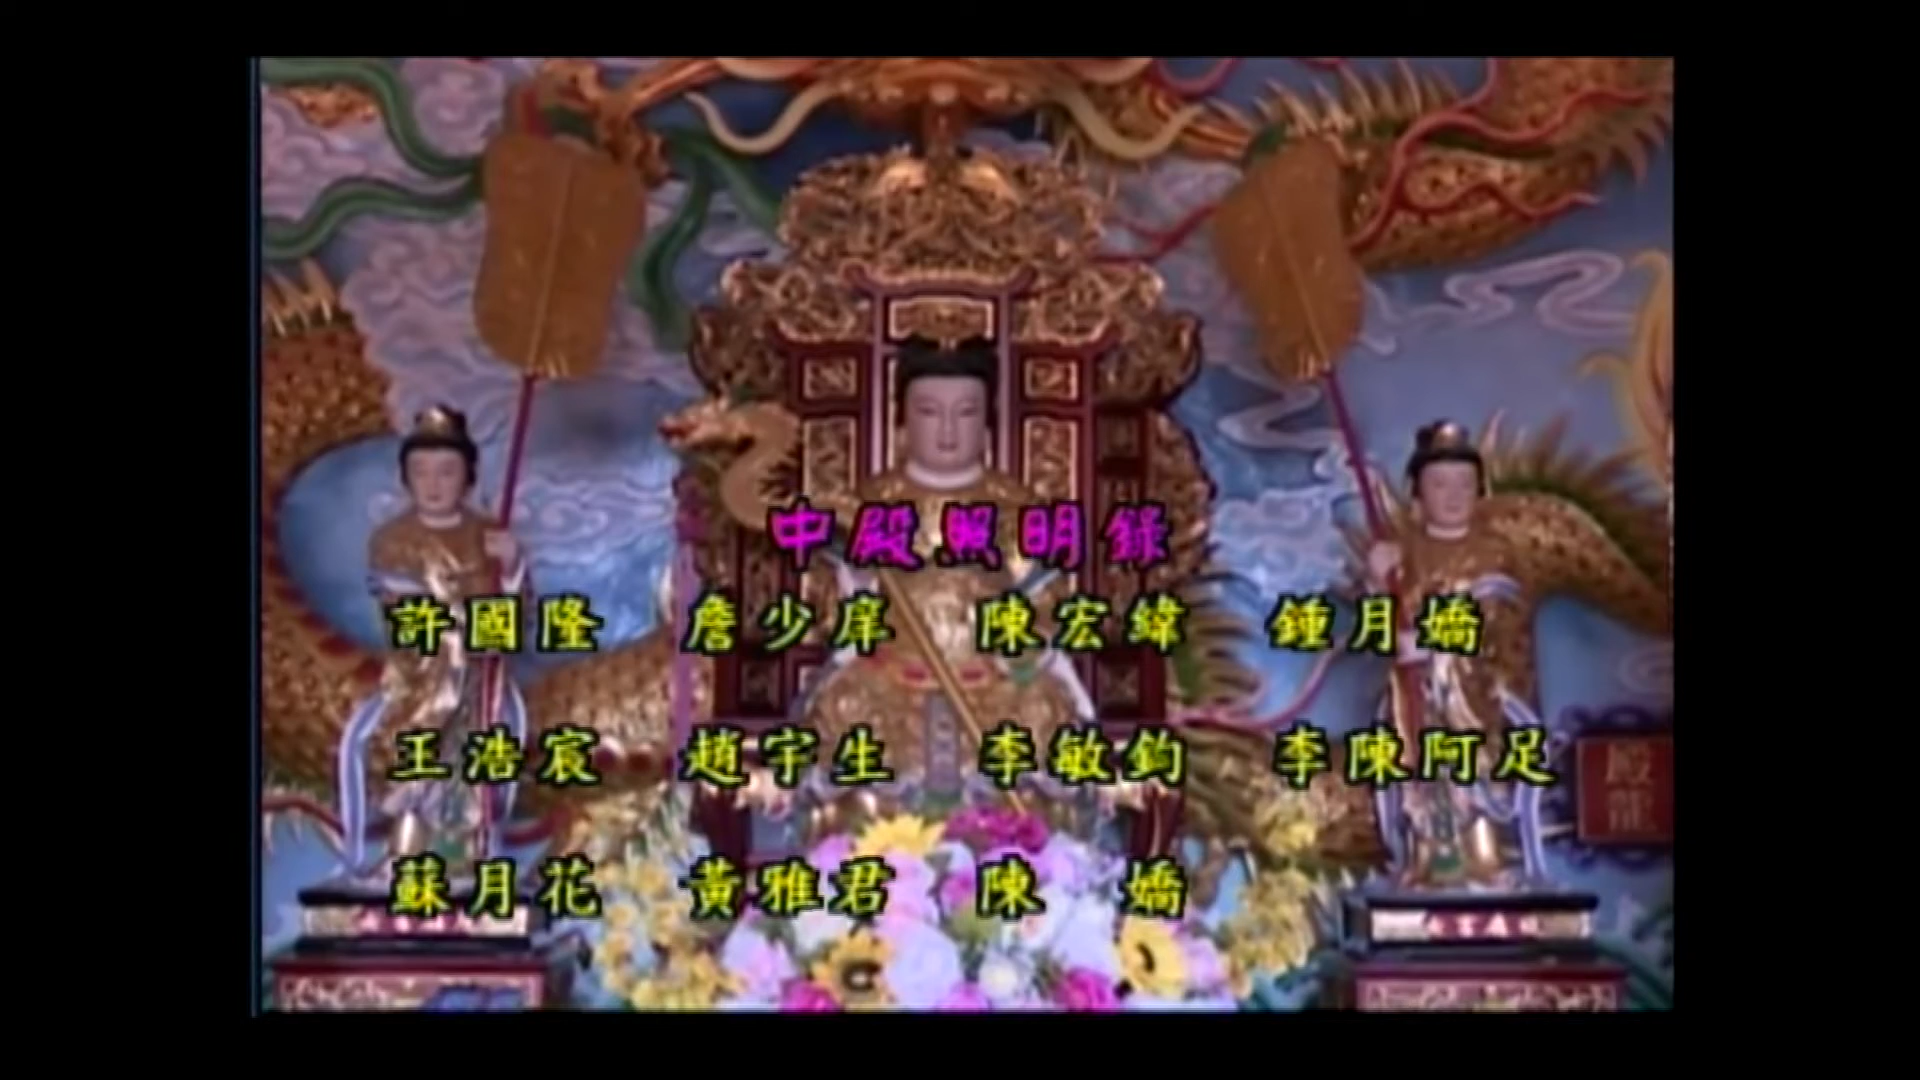 中殿照明錄
許國隆 詹少庠 陳宏緯 鍾月嬌
王浩宸 趙宇生 李敏鈞 李陳阿足
蘇月花 黃雅君 陳 嬌
殿龍